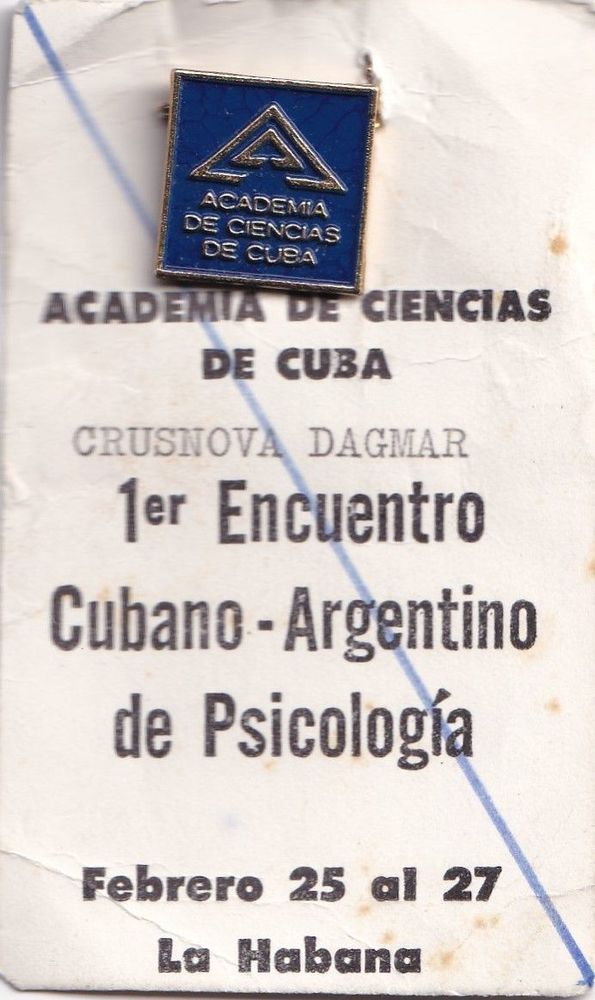 ACADEMIA
DE CIENCIAS
DE CUBA
ACADEMIA DE CIENCIAS
DE CUBA
CRUSNOVA DAGMAR
1er Encuentro
Cubano-Argentino
de Psicología
Febrero 25 al 27
La Habana